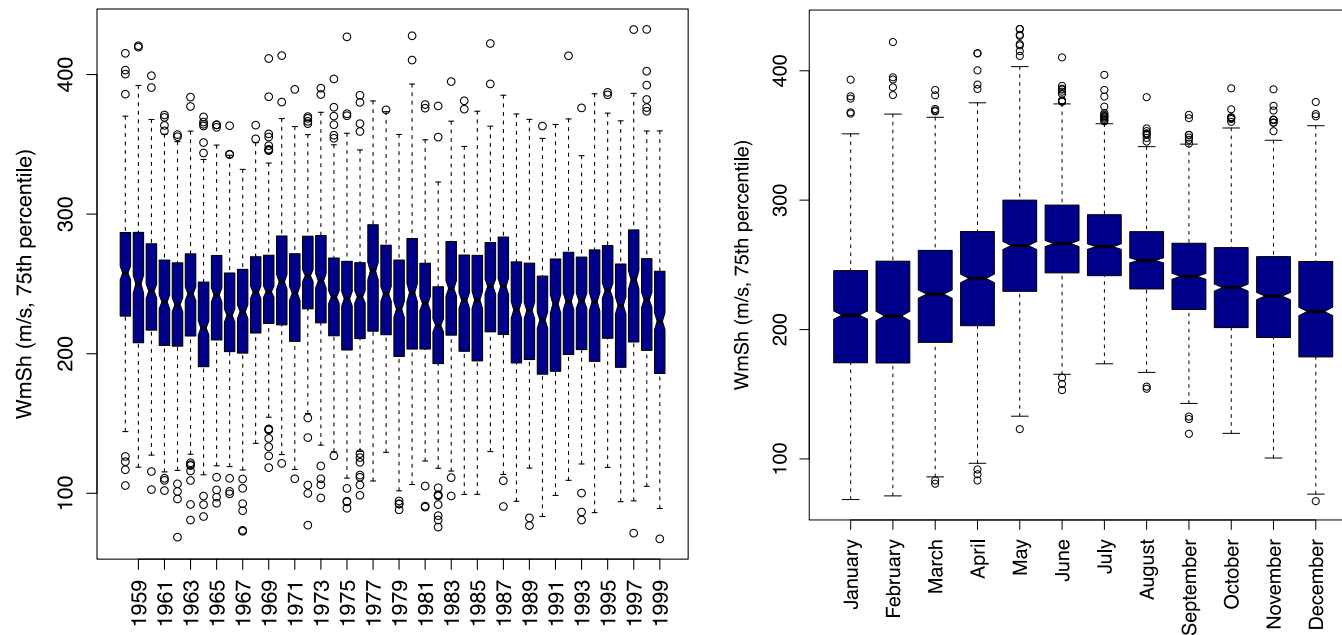 WmSh (m/s, 75th percentile)
400
300
200
100
1959
1961
1963
1965
1967
1969
1971
1973
1975
1977
1979
1981
1983
1985
1987
1989
1991
1993
1995
1997
1999
WmSh (m/s, 75th percentile)
400
300
200
100
January
February
March
April
May
June
July
August
September
October
November
December